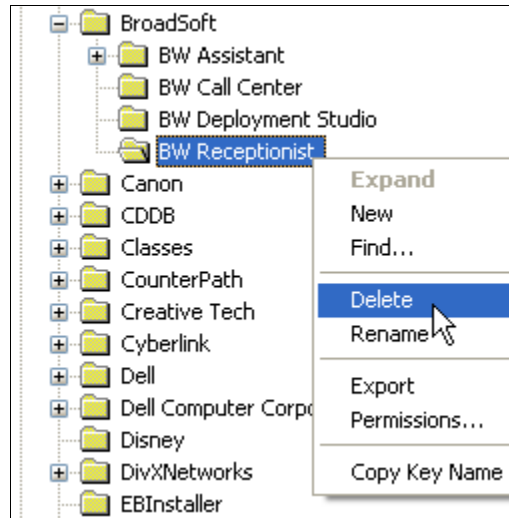 BroadSoft
BW Assistant
BW Call Center
BW Deployment Studio
BW Receptionist
Canon
CDDB
Classes
CounterPath
Creative Tech
Cyberlink
Dell
Dell Computer Corpo
Disney
DivXNetworks
EBInstaller
Expand
New
Find...
Delete
Rename
Export
Permissions...
Copy Key Name